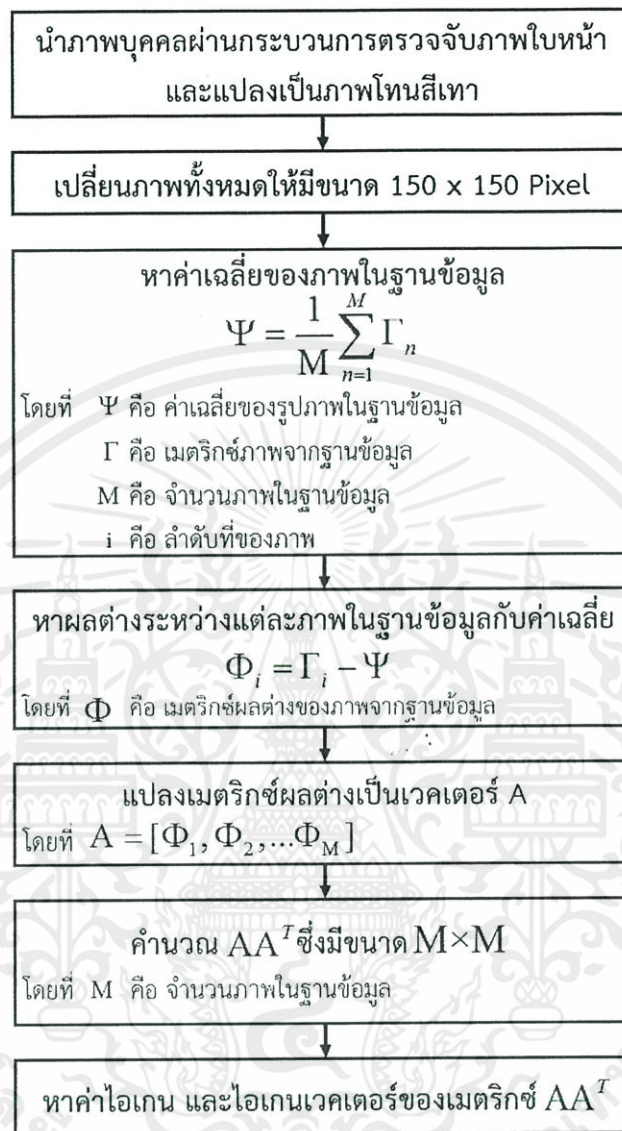 นำภาพบุคคลผ่านกระบวนการตรวจจับภาพใบหน้า
และแปลงเป็นภาพโทนสีเทา
เปลี่ยนภาพทั้งหมดให้มีขนาด 150 x 150 Pixel
หาค่าเฉลี่ยของภาพในฐานข้อมูล
Ψ = 1/M ∑_{n=1}^{M} Γ_n
โดยที่ Ψ คือ ค่าเฉลี่ยของรูปภาพในฐานข้อมูล
Γ คือ เมตริกซ์ภาพจากฐานข้อมูล
M คือ จำนวนภาพในฐานข้อมูล
i คือ ลำดับที่ของภาพ
หาผลต่างระหว่างแต่ละภาพในฐานข้อมูลกับค่าเฉลี่ย
Φ_i = Γ_i − Ψ
โดยที่ Φ คือ เมตริกซ์ผลต่างของภาพจากฐานข้อมูล
แปลงเมตริกซ์ผลต่างเป็นเวคเตอร์ A
โดยที่ A = [Φ_1, Φ_2,...Φ_M]
คำนวณ AA^T ซึ่งมีขนาด M×M
โดยที่ M คือ จำนวนภาพในฐานข้อมูล
หาค่าไอเกน และไอเกนเวคเตอร์ของเมตริกซ์ AA^T